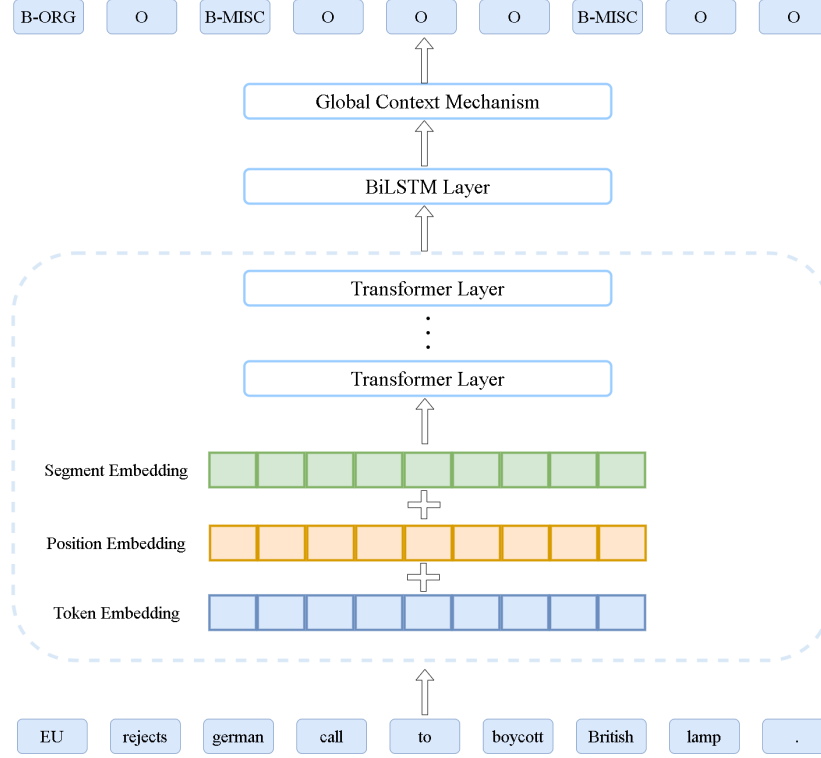 B-ORG O B-MISC O O O B-MISC O O
Global Context Mechanism
BiLSTM Layer
Transformer Layer
Transformer Layer
Segment Embedding
Position Embedding
Token Embedding
EU rejects german call to boycott British lamp .